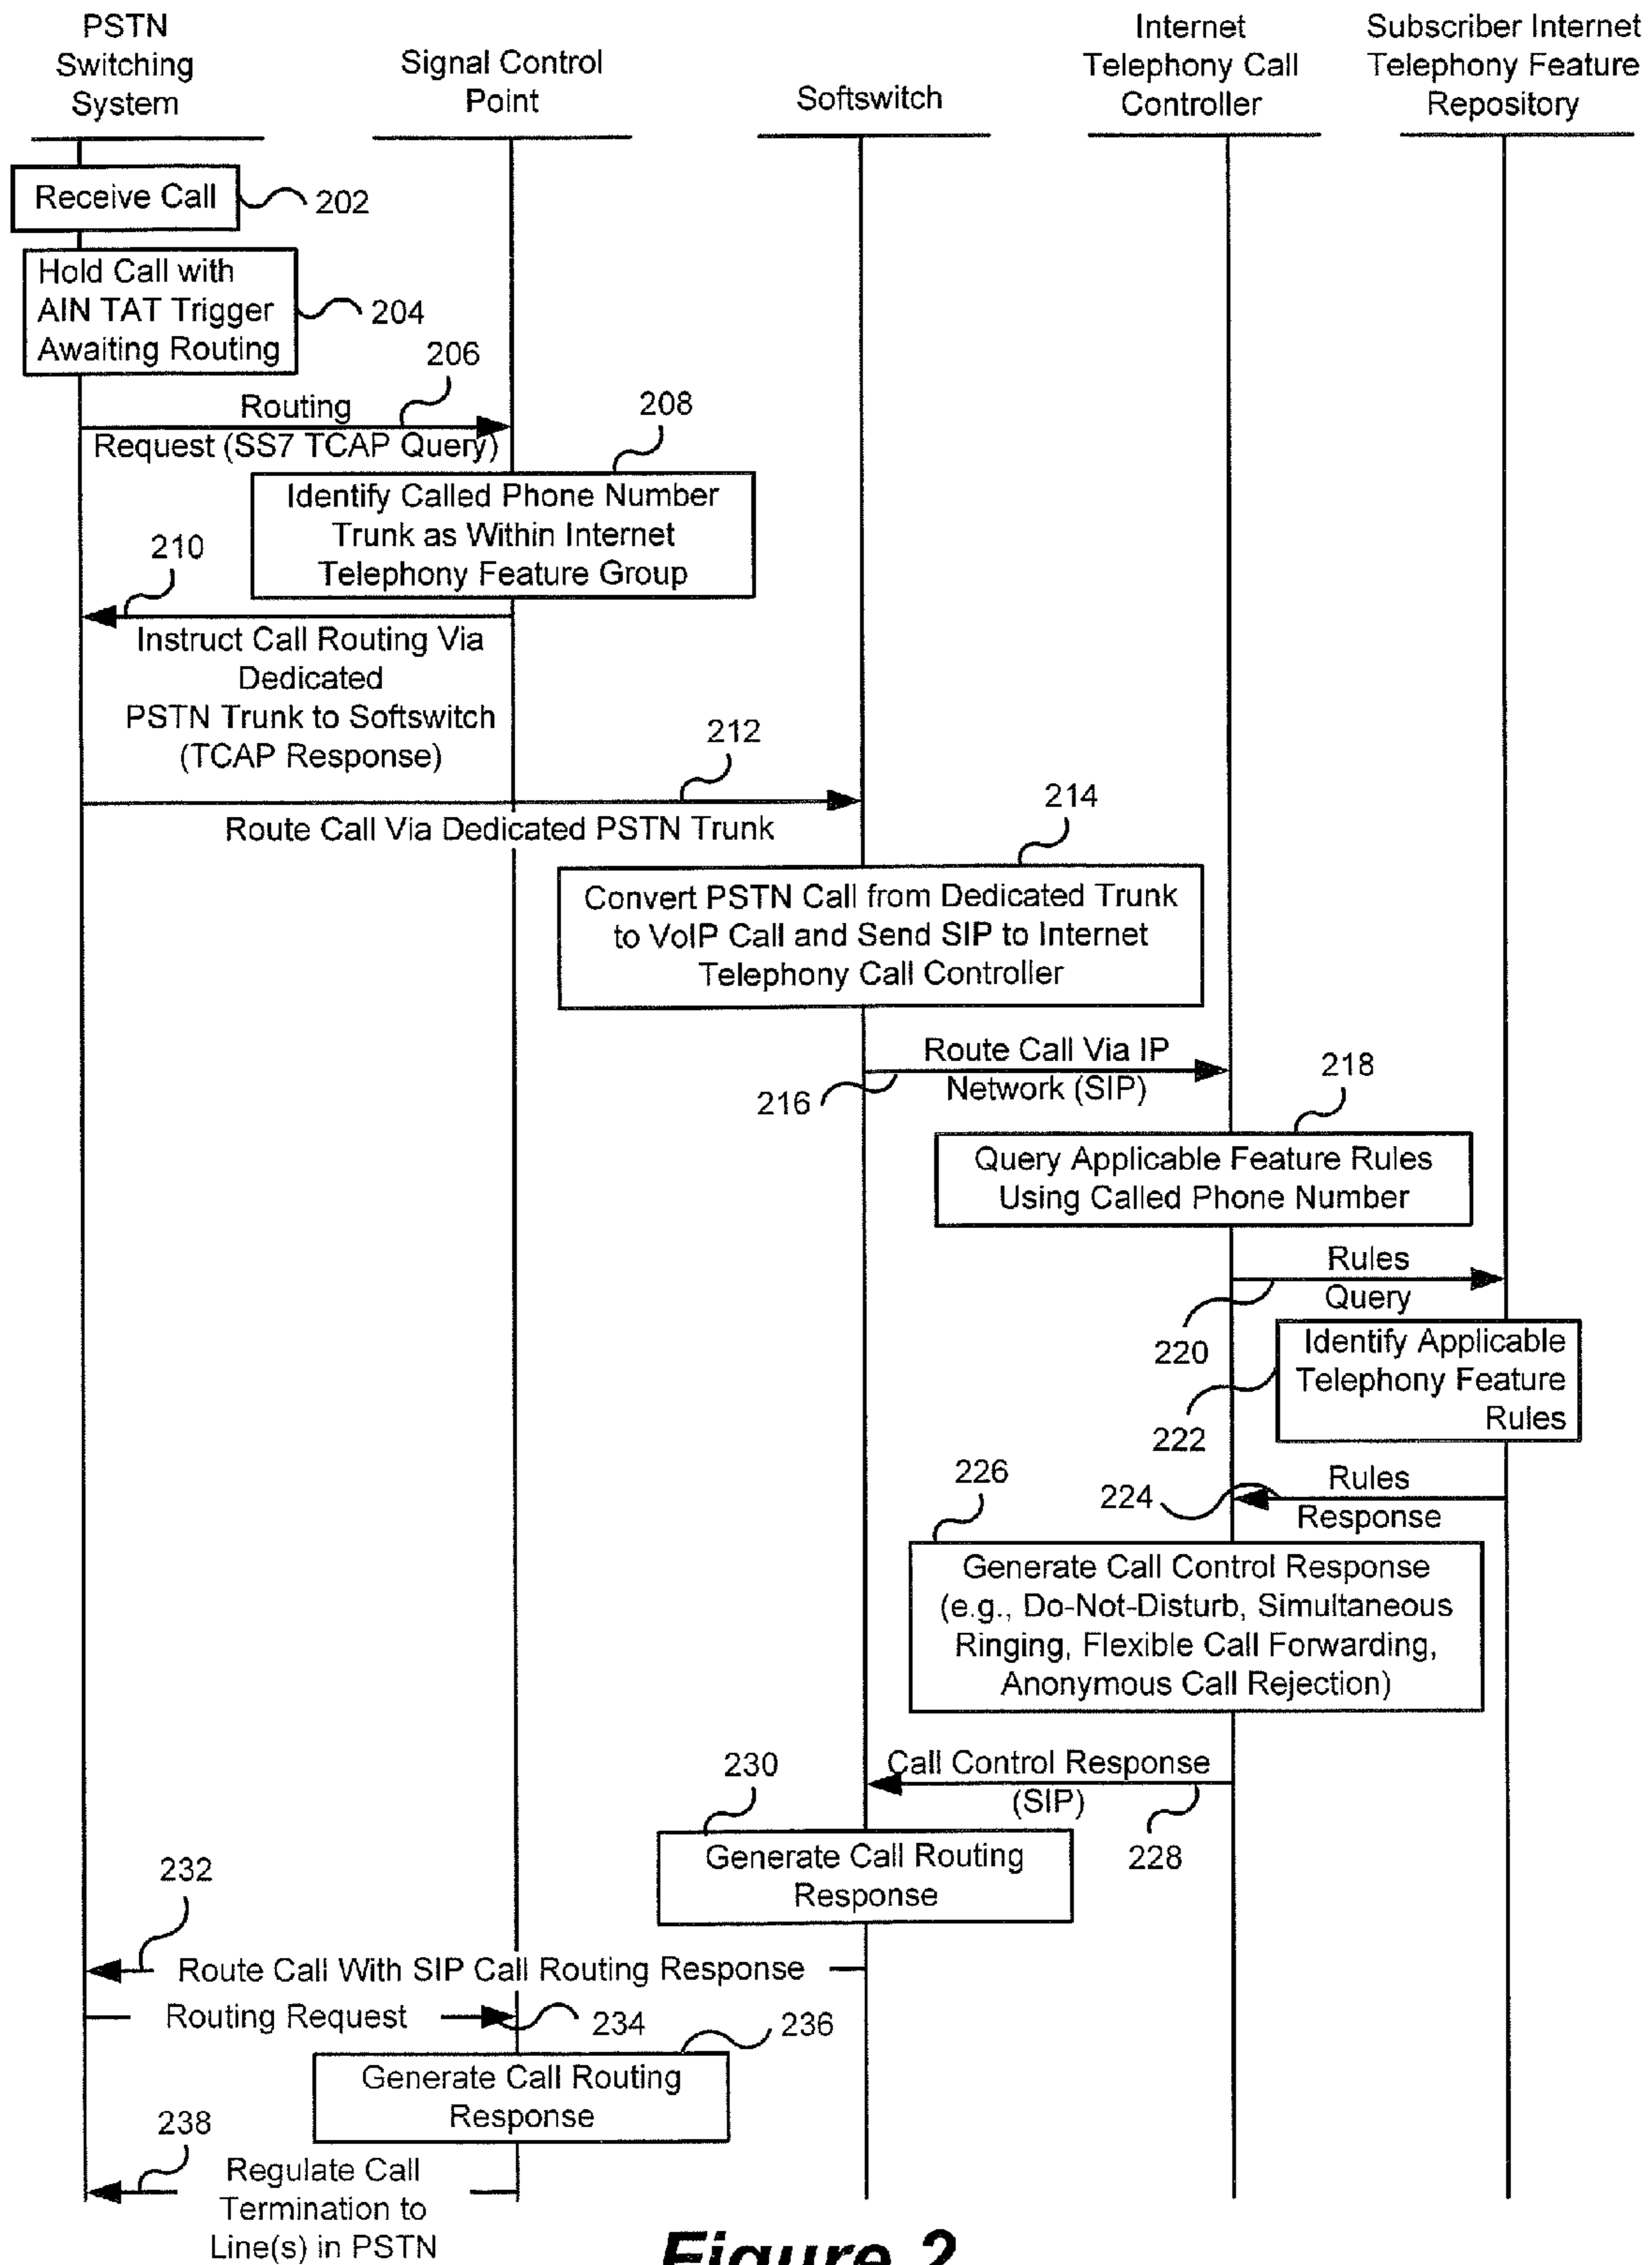 PSTN
Switching
System
Signal Control
Point
Softswitch
Internet
Telephony Call
Controller
Subscriber Internet
Telephony Feature
Repository
Receive Call
202
Hold Call with
AIN TAT Trigger
Awaiting Routing
204
206
Routing
Request (SS7 TCAP Query)
208
Identify Called Phone Number
Trunk as Within Internet
Telephony Feature Group
210
Instruct Call Routing Via
Dedicated
PSTN Trunk to Softswitch
(TCAP Response)
212
Route Call Via Dedicated PSTN Trunk
214
Convert PSTN Call from Dedicated Trunk
to VoIP Call and Send SIP to Internet
Telephony Call Controller
Route Call Via IP
Network (SIP)
216
218
Query Applicable Feature Rules
Using Called Phone Number
Rules
Query
220
Identify Applicable
Telephony Feature
Rules
222
Rules
Response
224
226
Generate Call Control Response
(e.g., Do-Not-Disturb, Simultaneous
Ringing, Flexible Call Forwarding,
Anonymous Call Rejection)
Call Control Response
(SIP)
228
230
Generate Call Routing
Response
232
Route Call With SIP Call Routing Response
Routing Request
234
236
Generate Call Routing
Response
238
Regulate Call
Termination to
Line(s) in PSTN
Figure 2